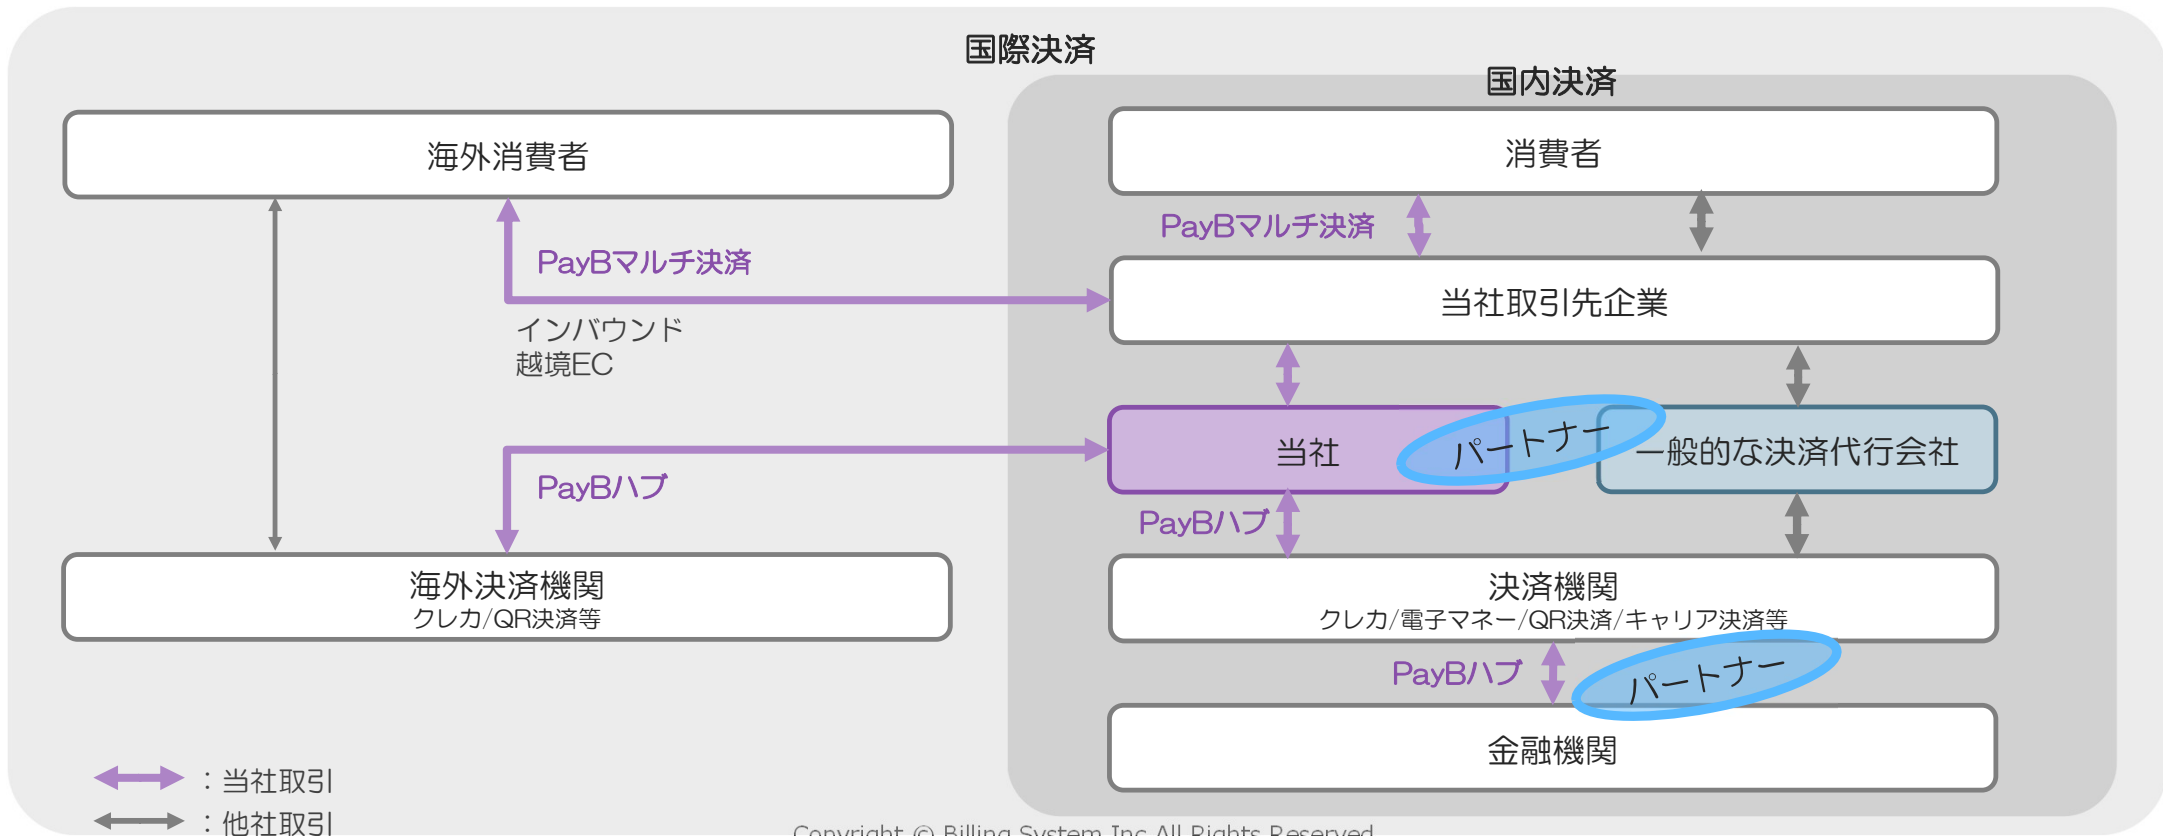 国際決済
国内決済
海外消費者
消費者
PayBマルチ決済
PayBマルチ決済
インバウンド
越境EC
当社取引先企業
当社
パートナー
一般的な決済代行会社
PayBハブ
PayBハブ
海外決済機関
クレカ/QR決済等
決済機関
クレカ/電子マネー/QR決済/キャリア決済等
PayBハブ
パートナー
金融機関
：当社取引
：他社取引
Copyright © Billing System Inc All Rights Reserved